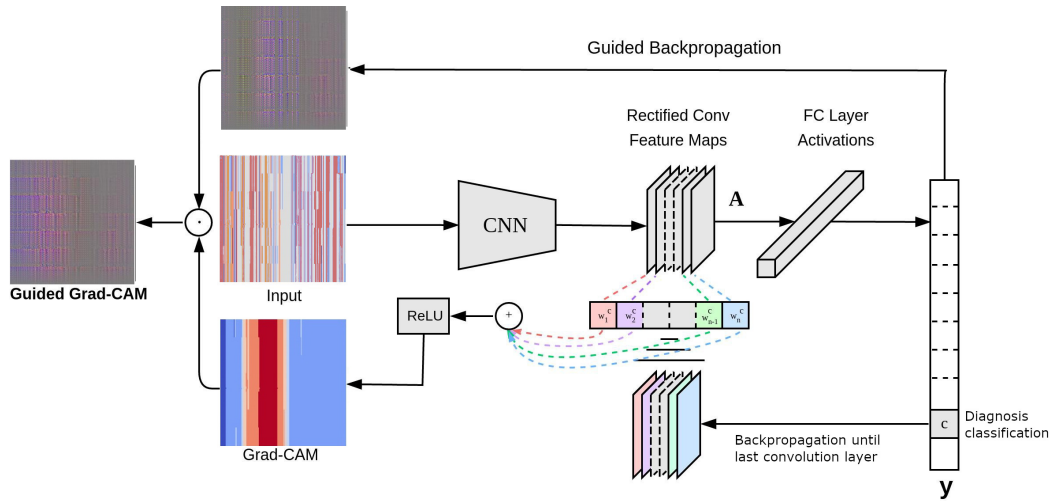 Guided Backpropagation
Rectified Conv
Feature Maps
FC Layer
Activations
A
CNN
·
Guided Grad-CAM
Input
ReLU
+
w₁ᶜ
w₂ᶜ
wₙ₋₁ᶜ
wₙᶜ
Grad-CAM
Backpropagation until
last convolution layer
c
Diagnosis
classification
y